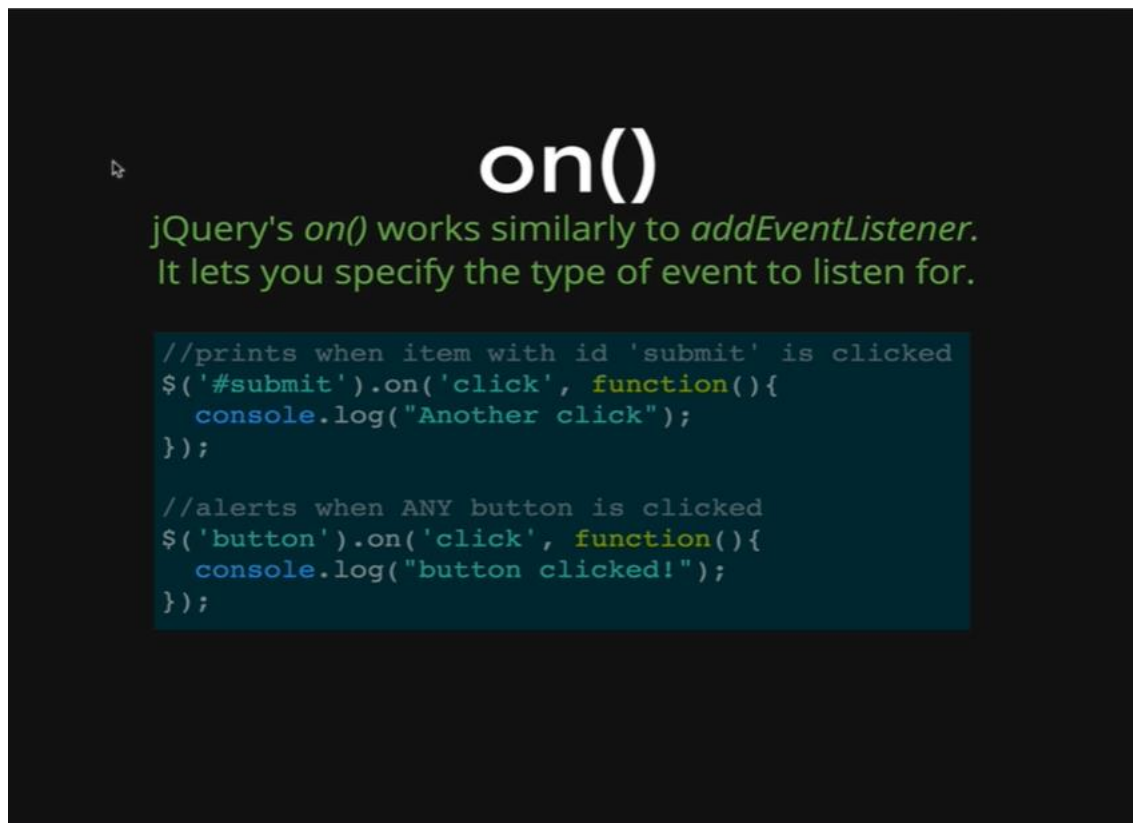 on()
jQuery's on() works similarly to addEventListener.
It lets you specify the type of event to listen for.
//prints when item with id 'submit' is clicked
$('#submit').on('click', function(){
  console.log("Another click");
});
//alerts when ANY button is clicked
$('button').on('click', function(){
  console.log("button clicked!");
});